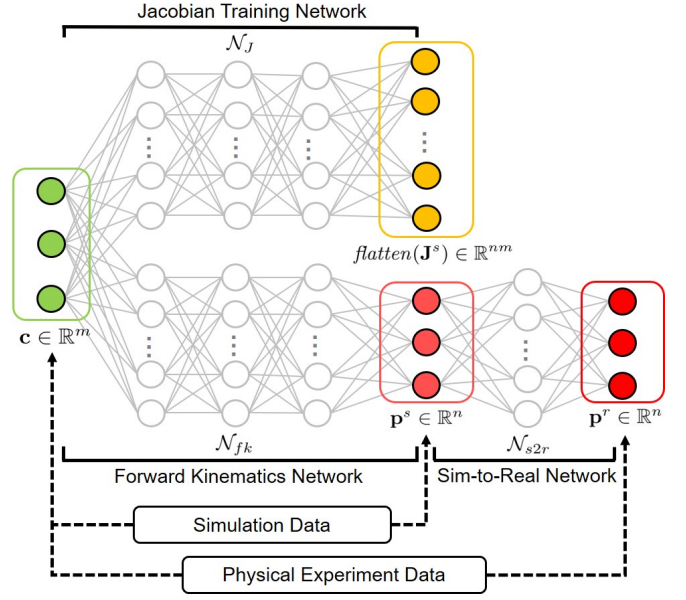 Jacobian Training Network
𝒩_J
flatten(𝐉^s) ∈ ℝ^{nm}
𝐜 ∈ ℝ^m
𝐩^s ∈ ℝ^n
𝐩^r ∈ ℝ^n
𝒩_{fk}
𝒩_{s2r}
Forward Kinematics Network
Sim-to-Real Network
Simulation Data
Physical Experiment Data